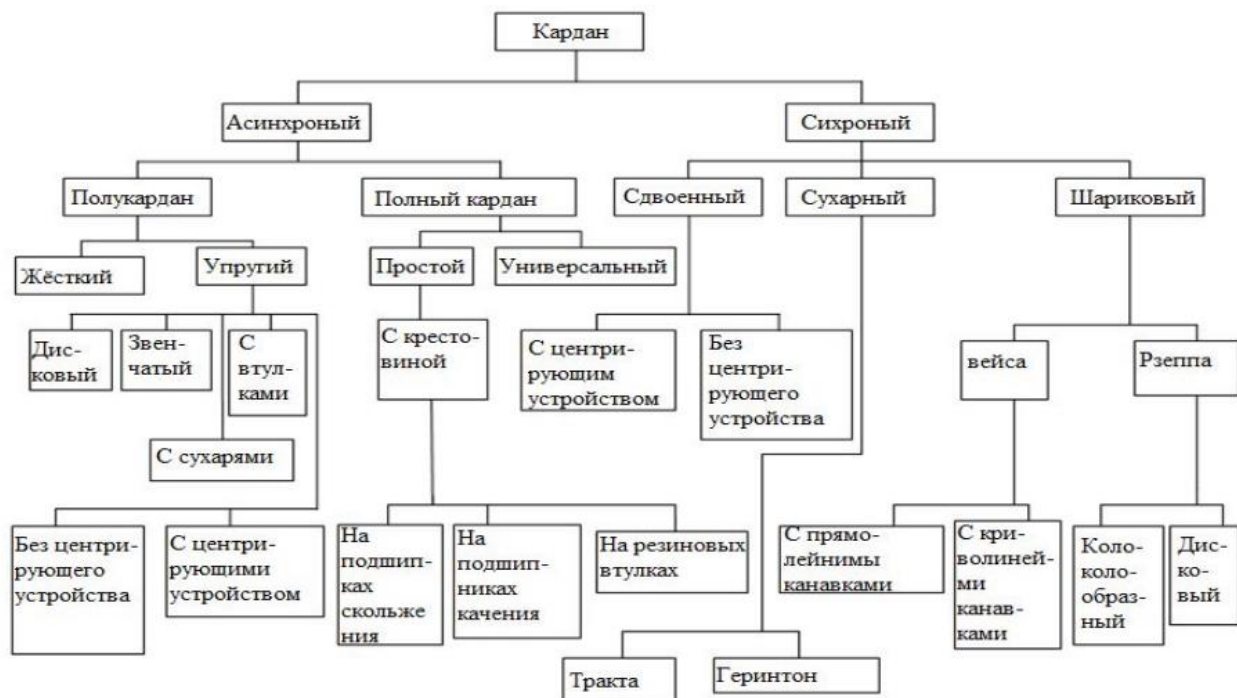 Кардан
Асинхроный
Сихроный
Полукардан
Полный кардан
Сдвоенный
Сухарный
Шариковый
Жёсткий
Упругий
Простой
Универсальный
Дис-
ковый
Звен-
чатый
С
втул-
ками
С кресто-
виной
С центри-
рующим
устройством
Без
центри-
рующего
устройства
вейса
Рзеппа
С сухарями
Без центри-
рующего
устройства
С центри-
рующими
устройством
На
подшип-
ках
скольже
ния
На
подшип-
никах
качения
На резиновых
втулках
С прямо-
лейнимы
канавками
С кри-
волиней-
ми
канав-
ками
Коло-
коло-
образ-
ный
Дис-
ко-
вый
Тракта
Геринтон